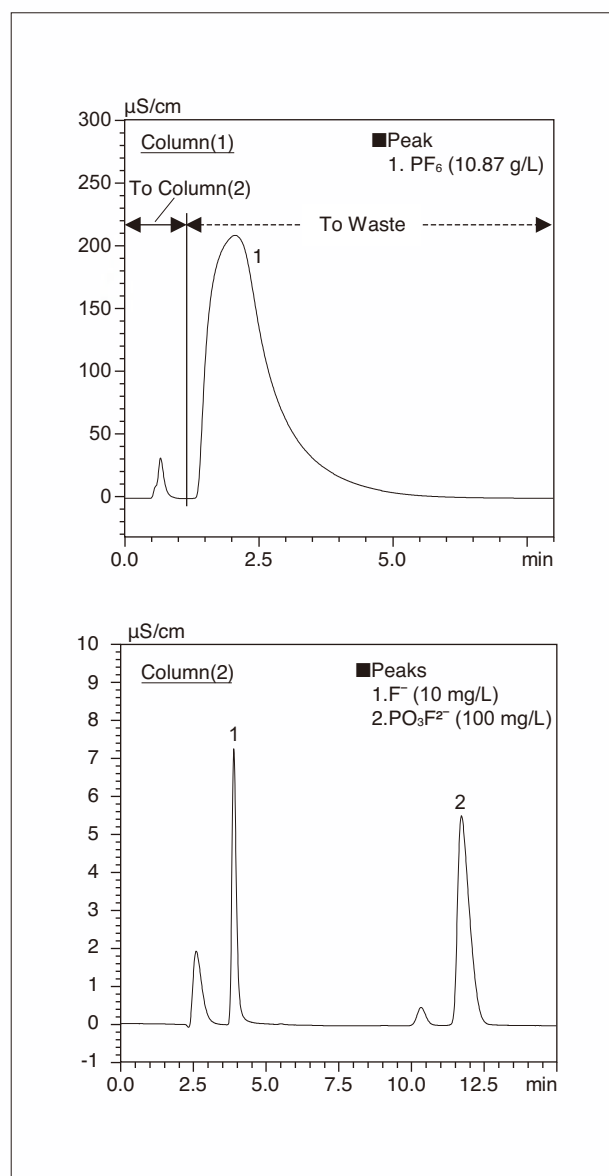 µS/cm
300
250
200
150
100
50
0
Column(1)
■Peak
1. PF₆ (10.87 g/L)
To Column(2)
To Waste
1
0.0 2.5 5.0 min
µS/cm
10
9
8
7
6
5
4
3
2
1
0
-1
Column(2)
■Peaks
1.F⁻ (10 mg/L)
2.PO₃F²⁻ (100 mg/L)
1
2
0.0 2.5 5.0 7.5 10.0 12.5 min